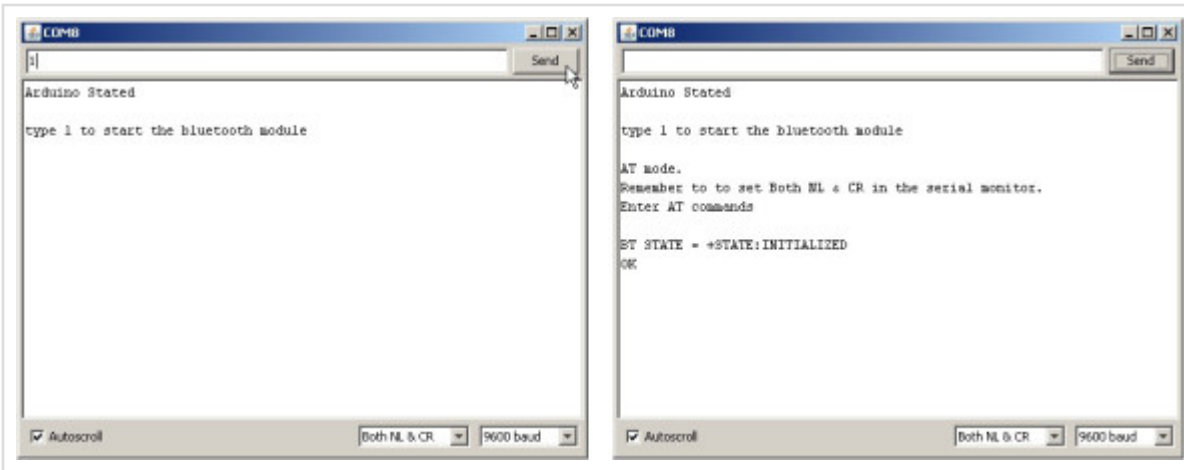 COM8
1
Send
Arduino Stated
type 1 to start the bluetooth module
Autoscroll
Both NL & CR
9600 baud
COM8
Send
Arduino Stated
type 1 to start the bluetooth module
AT mode.
Remember to to set Both NL & CR in the serial monitor.
Enter AT commands
BT STATE = +STATE:INITIALIZED
OK
Autoscroll
Both NL & CR
9600 baud